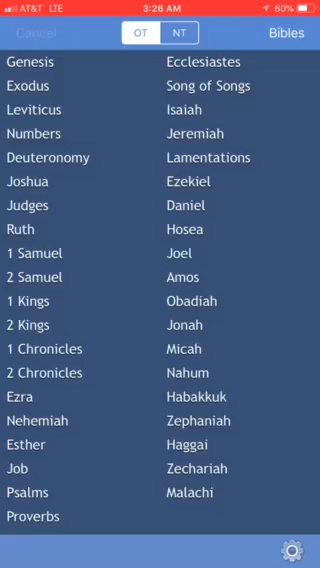 AT&T LTE 3:26 AM 60%
Cancel OT NT Bibles
Genesis
Exodus
Leviticus
Numbers
Deuteronomy
Joshua
Judges
Ruth
1 Samuel
2 Samuel
1 Kings
2 Kings
1 Chronicles
2 Chronicles
Ezra
Nehemiah
Esther
Job
Psalms
Proverbs
Ecclesiastes
Song of Songs
Isaiah
Jeremiah
Lamentations
Ezekiel
Daniel
Hosea
Joel
Amos
Obadiah
Jonah
Micah
Nahum
Habakkuk
Zephaniah
Haggai
Zechariah
Malachi